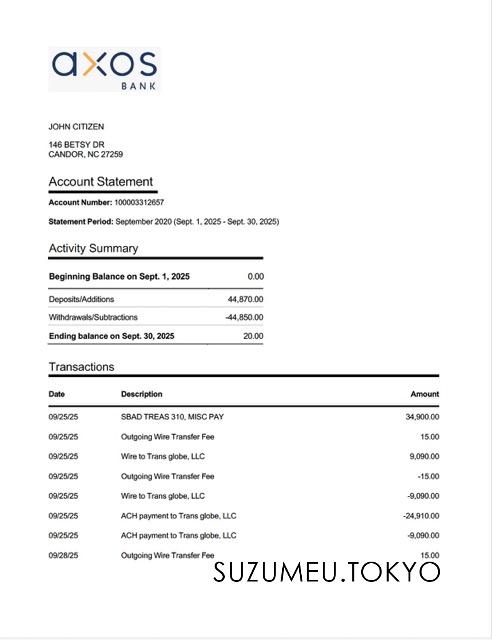 axos
BANK
JOHN CITIZEN
146 BETSY DR
CANDOR, NC 27259
Account Statement
Account Number: 100003312657
Statement Period: September 2020 (Sept. 1, 2025 - Sept. 30, 2025)
Activity Summary
Beginning Balance on Sept. 1, 2025 0.00
Deposits/Additions 44,870.00
Withdrawals/Subtractions -44,850.00
Ending balance on Sept. 30, 2025 20.00
Transactions
Date Description Amount
09/25/25 SBAD TREAS 310, MISC PAY 34,900.00
09/25/25 Outgoing Wire Transfer Fee 15.00
09/25/25 Wire to Trans globe, LLC 9,090.00
09/25/25 Outgoing Wire Transfer Fee -15.00
09/25/25 Wire to Trans globe, LLC -9,090.00
09/25/25 ACH payment to Trans globe, LLC -24,910.00
09/25/25 ACH payment to Trans globe, LLC -9,090.00
09/28/25 Outgoing Wire Transfer Fee 15.00
SUZUMEU.TOKYO